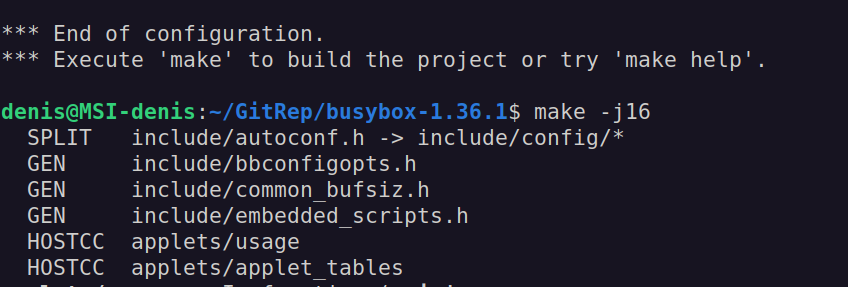 *** End of configuration.
*** Execute 'make' to build the project or try 'make help'.
denis@MSI-denis:~/GitRep/busybox-1.36.1$ make -j16
SPLIT   include/autoconf.h -> include/config/*
GEN     include/bbconfigopts.h
GEN     include/common_bufsiz.h
GEN     include/embedded_scripts.h
HOSTCC  applets/usage
HOSTCC  applets/applet_tables